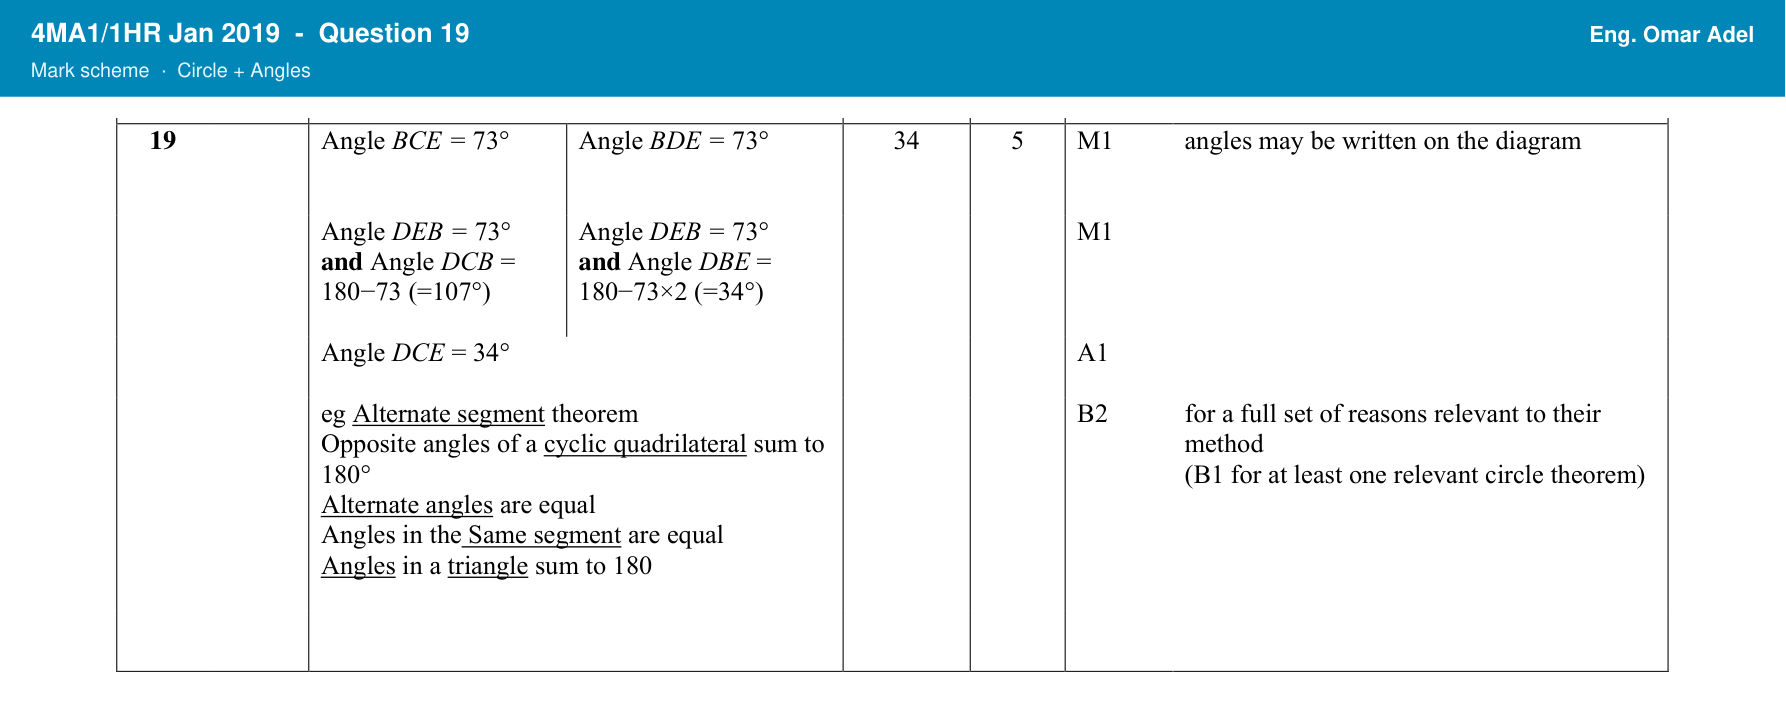 4MA1/1HR Jan 2019 - Question 19
Eng. Omar Adel
Mark scheme · Circle + Angles
19
Angle BCE = 73°
Angle BDE = 73°
34
5
M1
angles may be written on the diagram
Angle DEB = 73°
and Angle DCB =
180−73 (=107°)
Angle DEB = 73°
and Angle DBE =
180−73×2 (=34°)
M1
Angle DCE = 34°
A1
eg Alternate segment theorem
Opposite angles of a cyclic quadrilateral sum to
180°
Alternate angles are equal
Angles in the Same segment are equal
Angles in a triangle sum to 180
B2
for a full set of reasons relevant to their
method
(B1 for at least one relevant circle theorem)